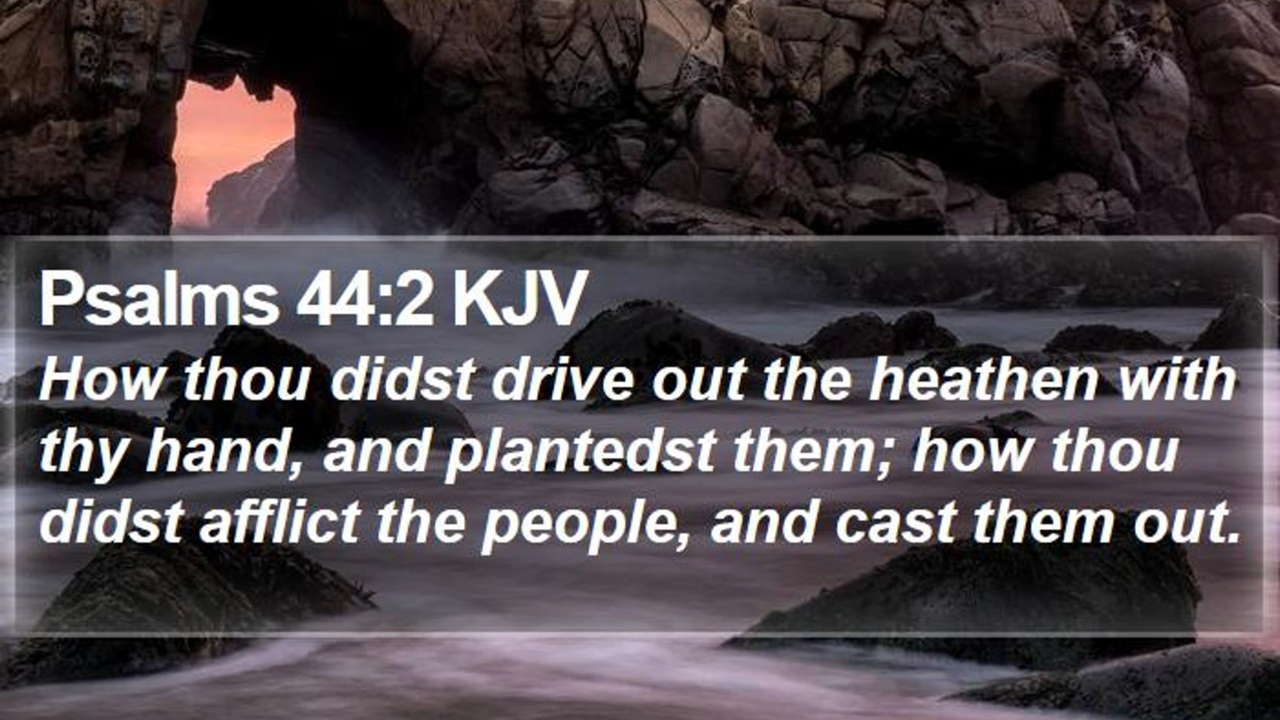 Psalms 44:2 KJV
How thou didst drive out the heathen with
thy hand, and plantedst them; how thou
didst afflict the people, and cast them out.